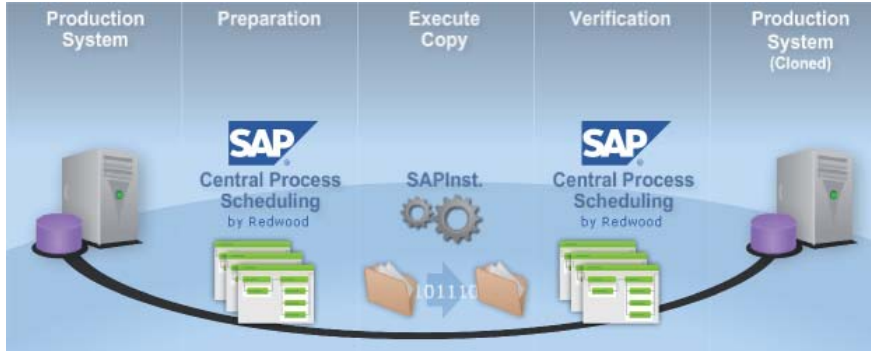 Production
System
Preparation
Execute
Copy
Verification
Production
System
(Cloned)
SAP
Central Process
Scheduling
by Redwood
SAPInst.
101110
SAP
Central Process
Scheduling
by Redwood